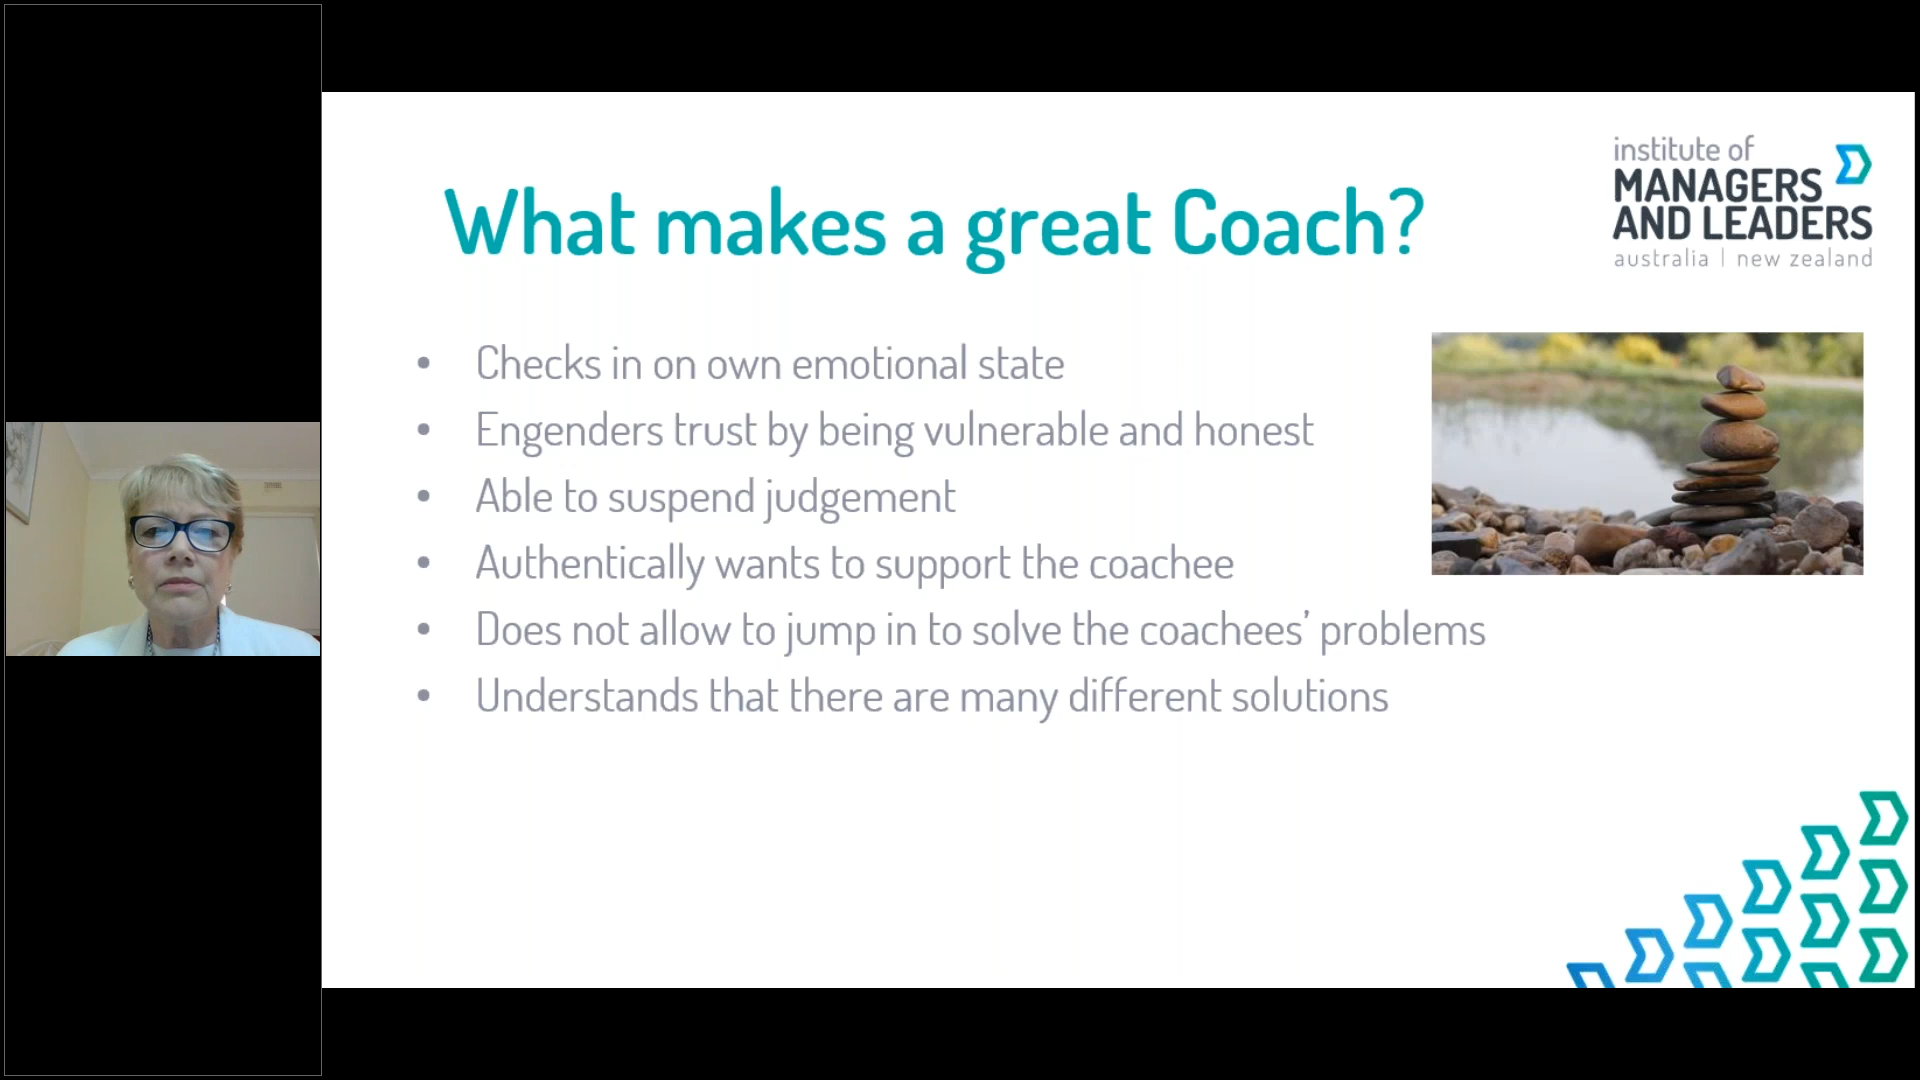 What makes a great Coach?
institute of
MANAGERS
AND LEADERS
australia | new zealand
• Checks in on own emotional state
• Engenders trust by being vulnerable and honest
• Able to suspend judgement
• Authentically wants to support the coachee
• Does not allow to jump in to solve the coachees’ problems
• Understands that there are many different solutions